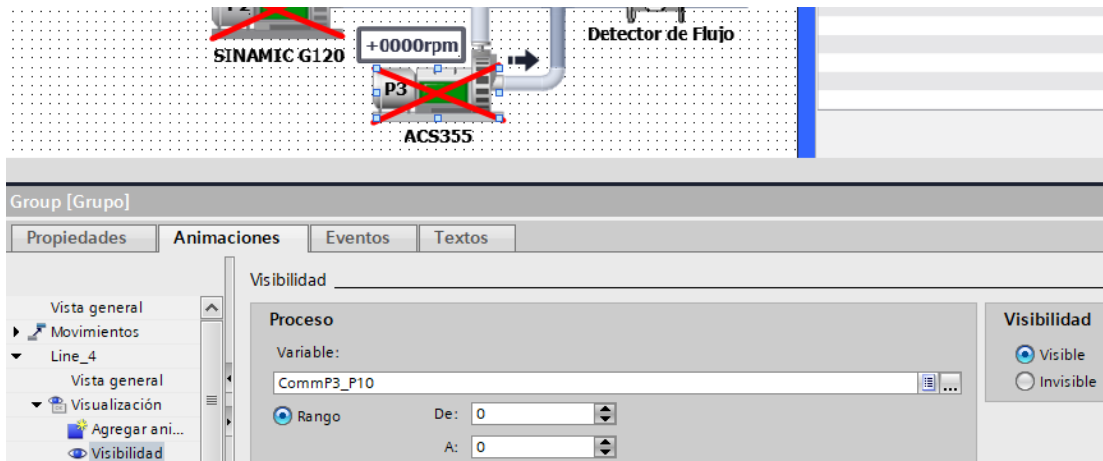 P2
SINAMIC G120
+0000rpm
Detector de Flujo
P3
ACS355
Group [Grupo]
Propiedades
Animaciones
Eventos
Textos
Visibilidad
Vista general
Movimientos
Line_4
Vista general
Visualización
Agregar ani...
Visibilidad
Proceso
Variable:
CommP3_P10
...
Rango
De: 0
A: 0
Visibilidad
Visible
Invisible